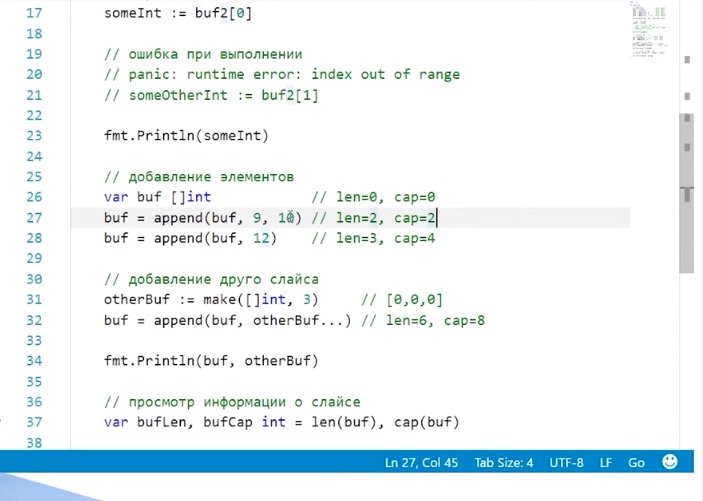 17 someInt := buf2[0]
18
19 // ошибка при выполнении
20 // panic: runtime error: index out of range
21 // someOtherInt := buf2[1]
22
23 fmt.Println(someInt)
24
25 // добавление элементов
26 var buf []int // len=0, cap=0
27 buf = append(buf, 9, 10) // len=2, cap=2
28 buf = append(buf, 12) // len=3, cap=4
29
30 // добавление друго слайса
31 otherBuf := make([]int, 3) // [0,0,0]
32 buf = append(buf, otherBuf...) // len=6, cap=8
33
34 fmt.Println(buf, otherBuf)
35
36 // просмотр информации о слайсе
37 var bufLen, bufCap int = len(buf), cap(buf)
38
Ln 27, Col 45 Tab Size: 4 UTF-8 LF Go